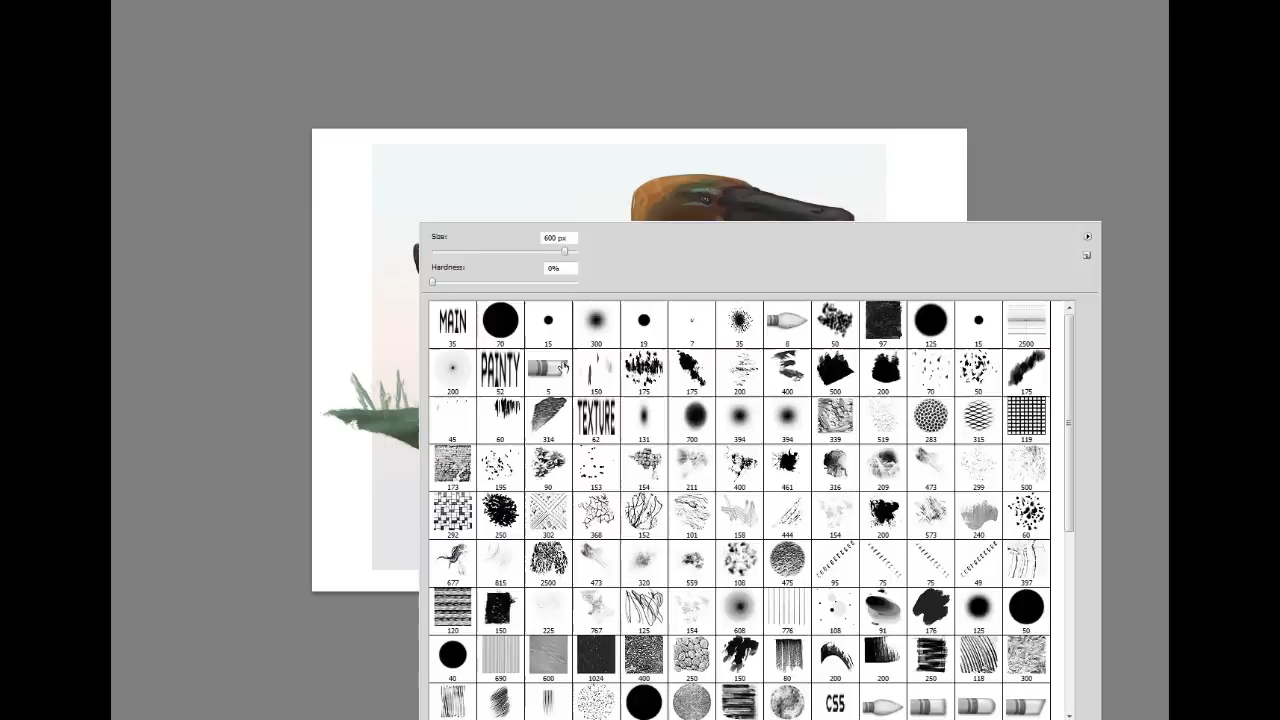 Size:
600 px
Hardness:
0%
MAIN
35 70 15 300 19 7 35 8 50 97 125 15 2500
PAINTY
200 52 5 150 175 175 200 400 500 200 70 50 175
TEXTURE
45 60 314 62 131 700 394 394 339 519 283 315 119
173 195 90 153 154 211 400 461 316 209 473 299 500
292 250 302 368 152 101 158 444 154 200 573 240 60
677 815 2500 473 320 559 108 475 95 75 75 49 397
120 150 225 767 125 154 608 776 108 91 176 125 50
40 690 600 1024 400 250 150 80 200 200 250 118 300
CSS